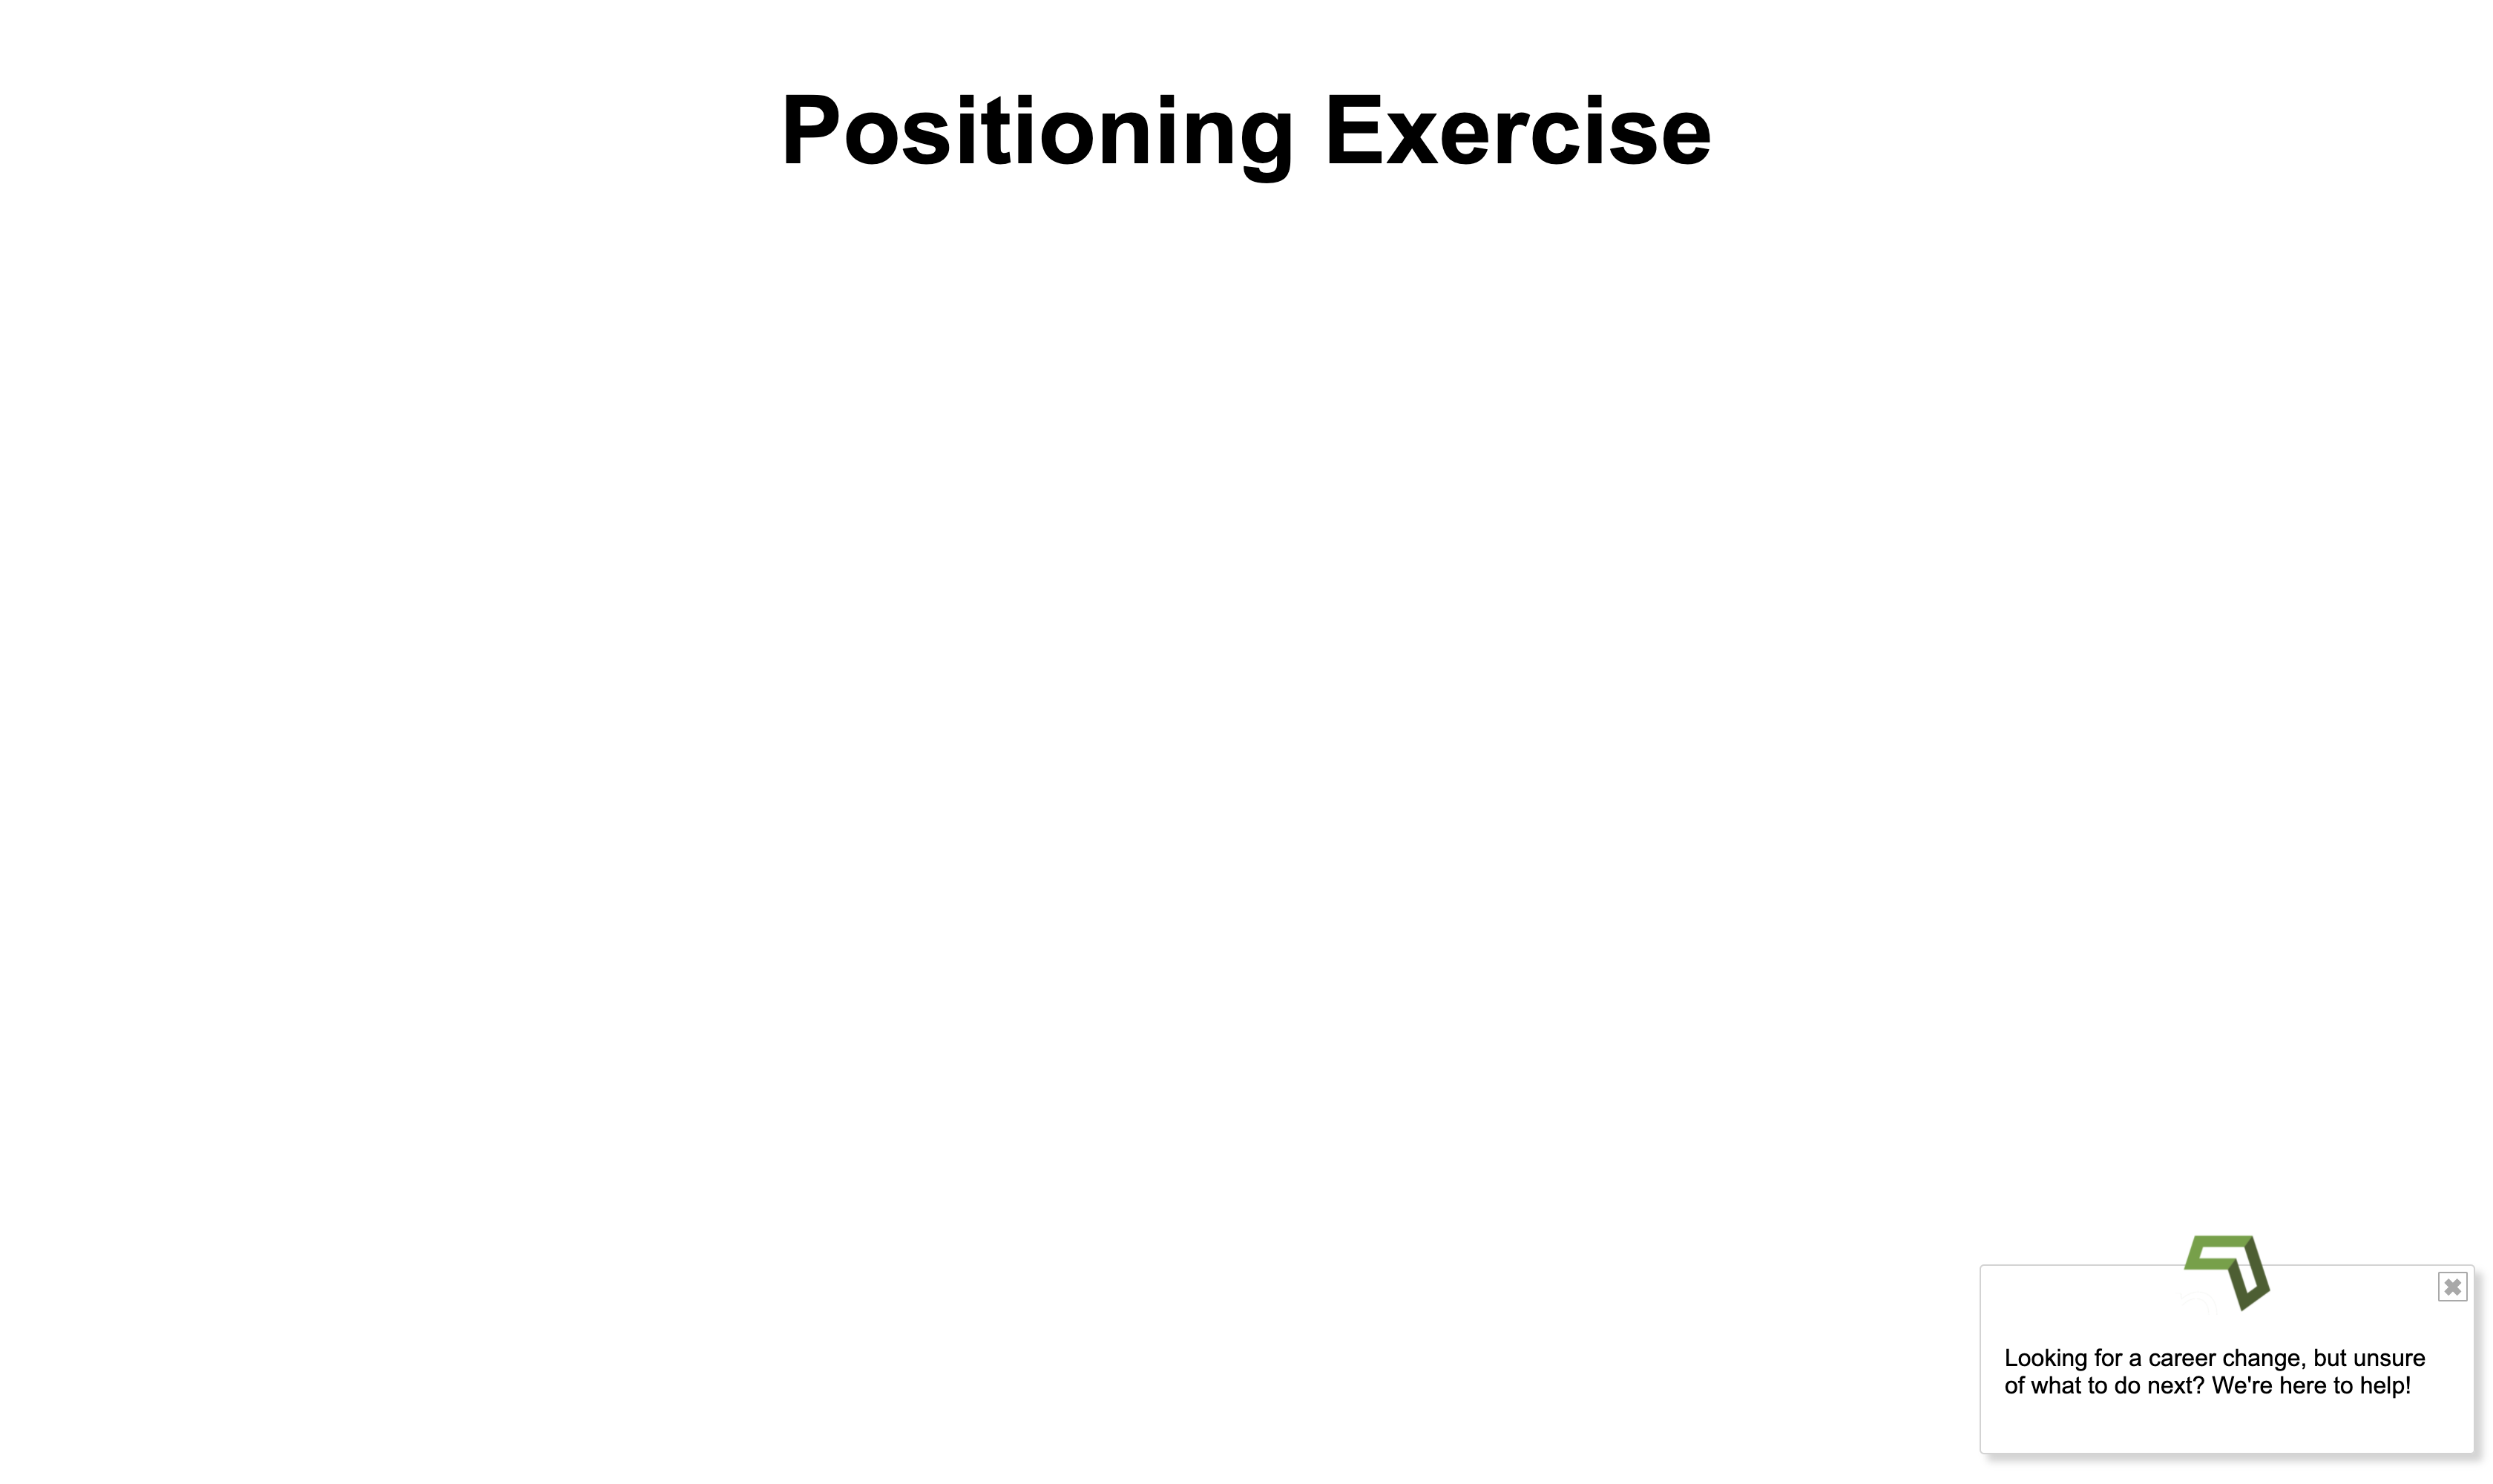 Positioning Exercise
Looking for a career change, but unsure
of what to do next? We're here to help!